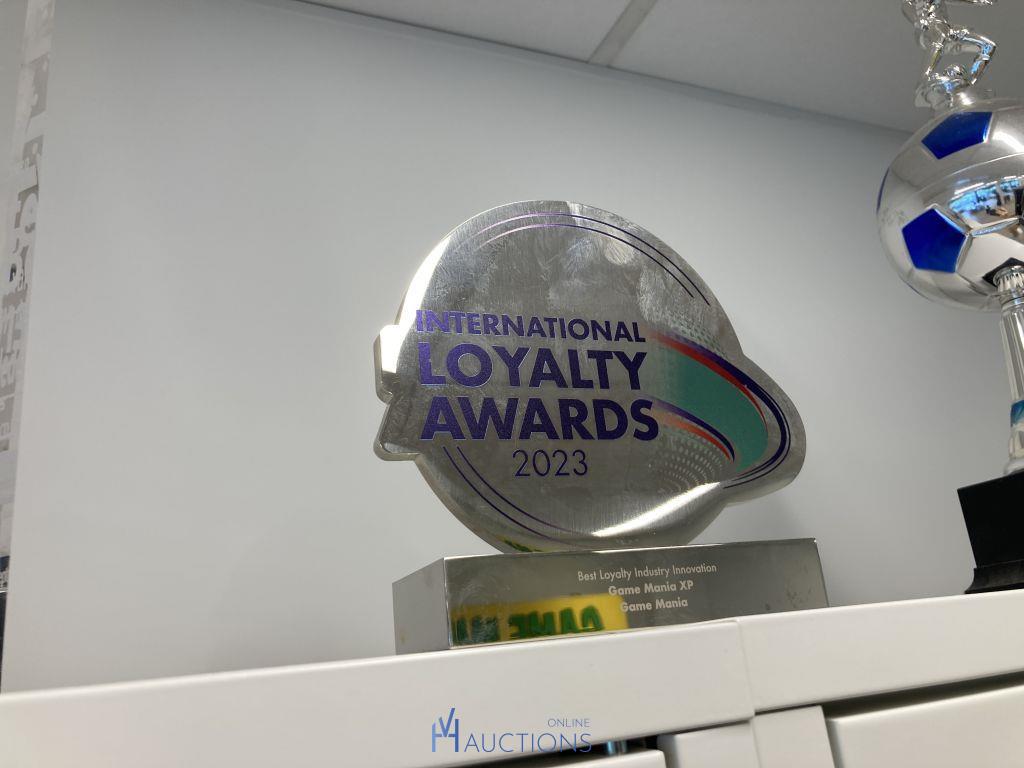 INTERNATIONAL
LOYALTY
AWARDS
2023
Best Loyalty Industry Innovation
Game Mania XP
Game Mania
ONLINE
AUCTIONS